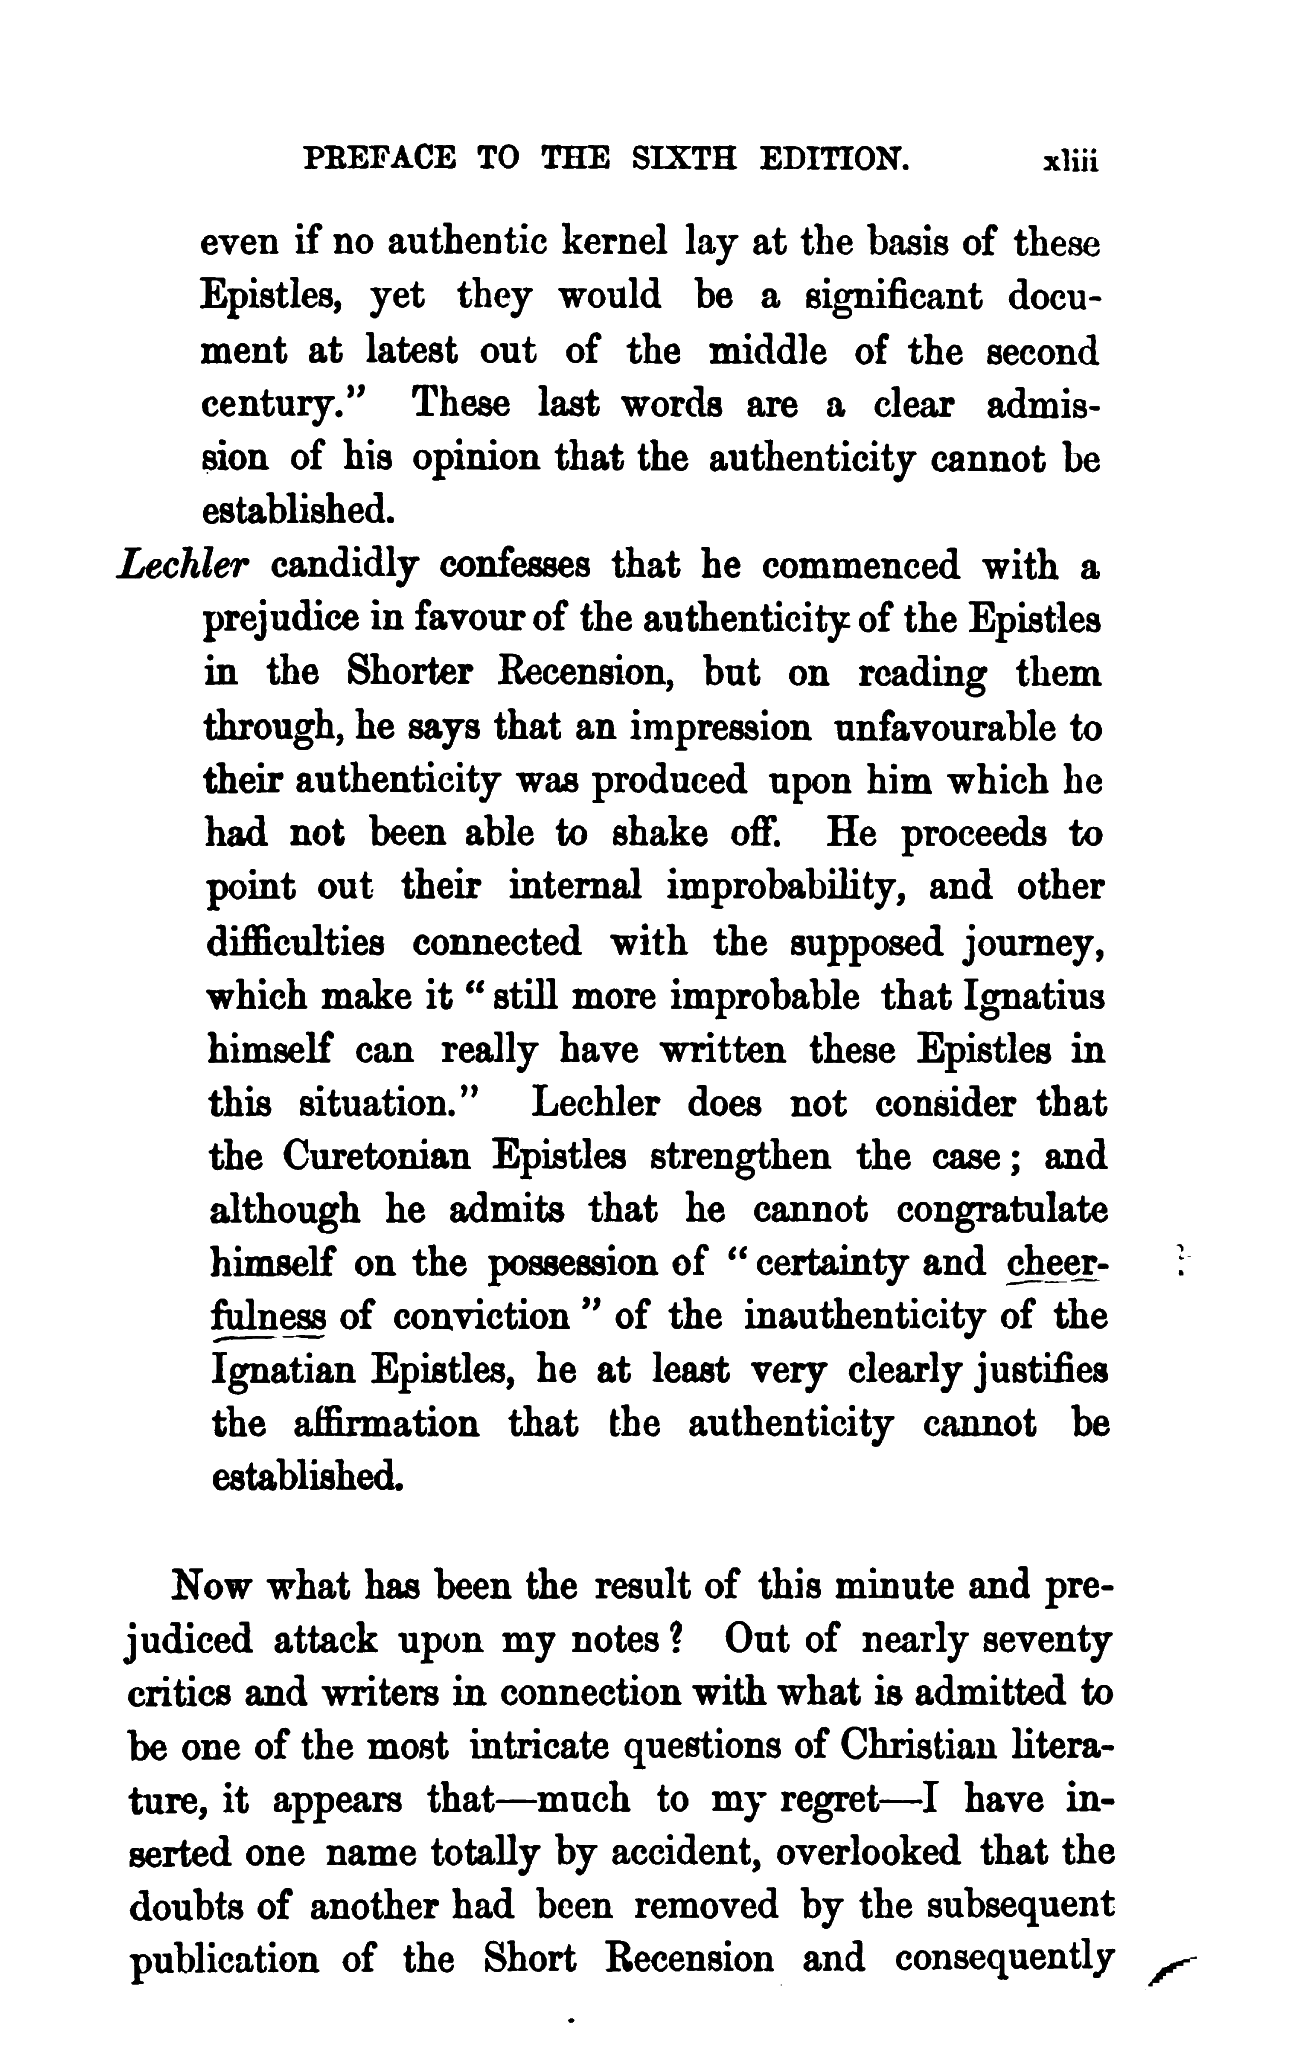 PREFACE TO THE SIXTH EDITION. xliii
even if no authentic kernel lay at the basis of these
Epistles, yet they would be a significant docu-
ment at latest out of the middle of the second
century." These last words are a clear admis-
sion of his opinion that the authenticity cannot be
established.
Lechler candidly confesses that he commenced with a
prejudice in favour of the authenticity of the Epistles
in the Shorter Recension, but on reading them
through, he says that an impression unfavourable to
their authenticity was produced upon him which he
had not been able to shake off. He proceeds to
point out their internal improbability, and other
difficulties connected with the supposed journey,
which make it "still more improbable that Ignatius
himself can really have written these Epistles in
this situation." Lechler does not consider that
the Curetonian Epistles strengthen the case; and
although he admits that he cannot congratulate
himself on the possession of "certainty and cheer-
fulness of conviction" of the inauthenticity of the
Ignatian Epistles, he at least very clearly justifies
the affirmation that the authenticity cannot be
established.
Now what has been the result of this minute and pre-
judiced attack upon my notes? Out of nearly seventy
critics and writers in connection with what is admitted to
be one of the most intricate questions of Christian litera-
ture, it appears that—much to my regret—I have in-
serted one name totally by accident, overlooked that the
doubts of another had been removed by the subsequent
publication of the Short Recension and consequently